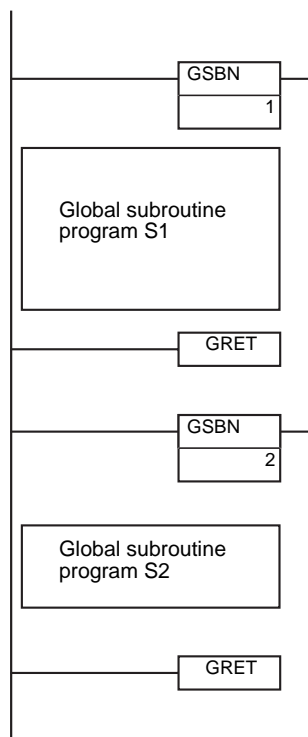 GSBN
1
Global subroutine
program S1
GRET
GSBN
2
Global subroutine
program S2
GRET